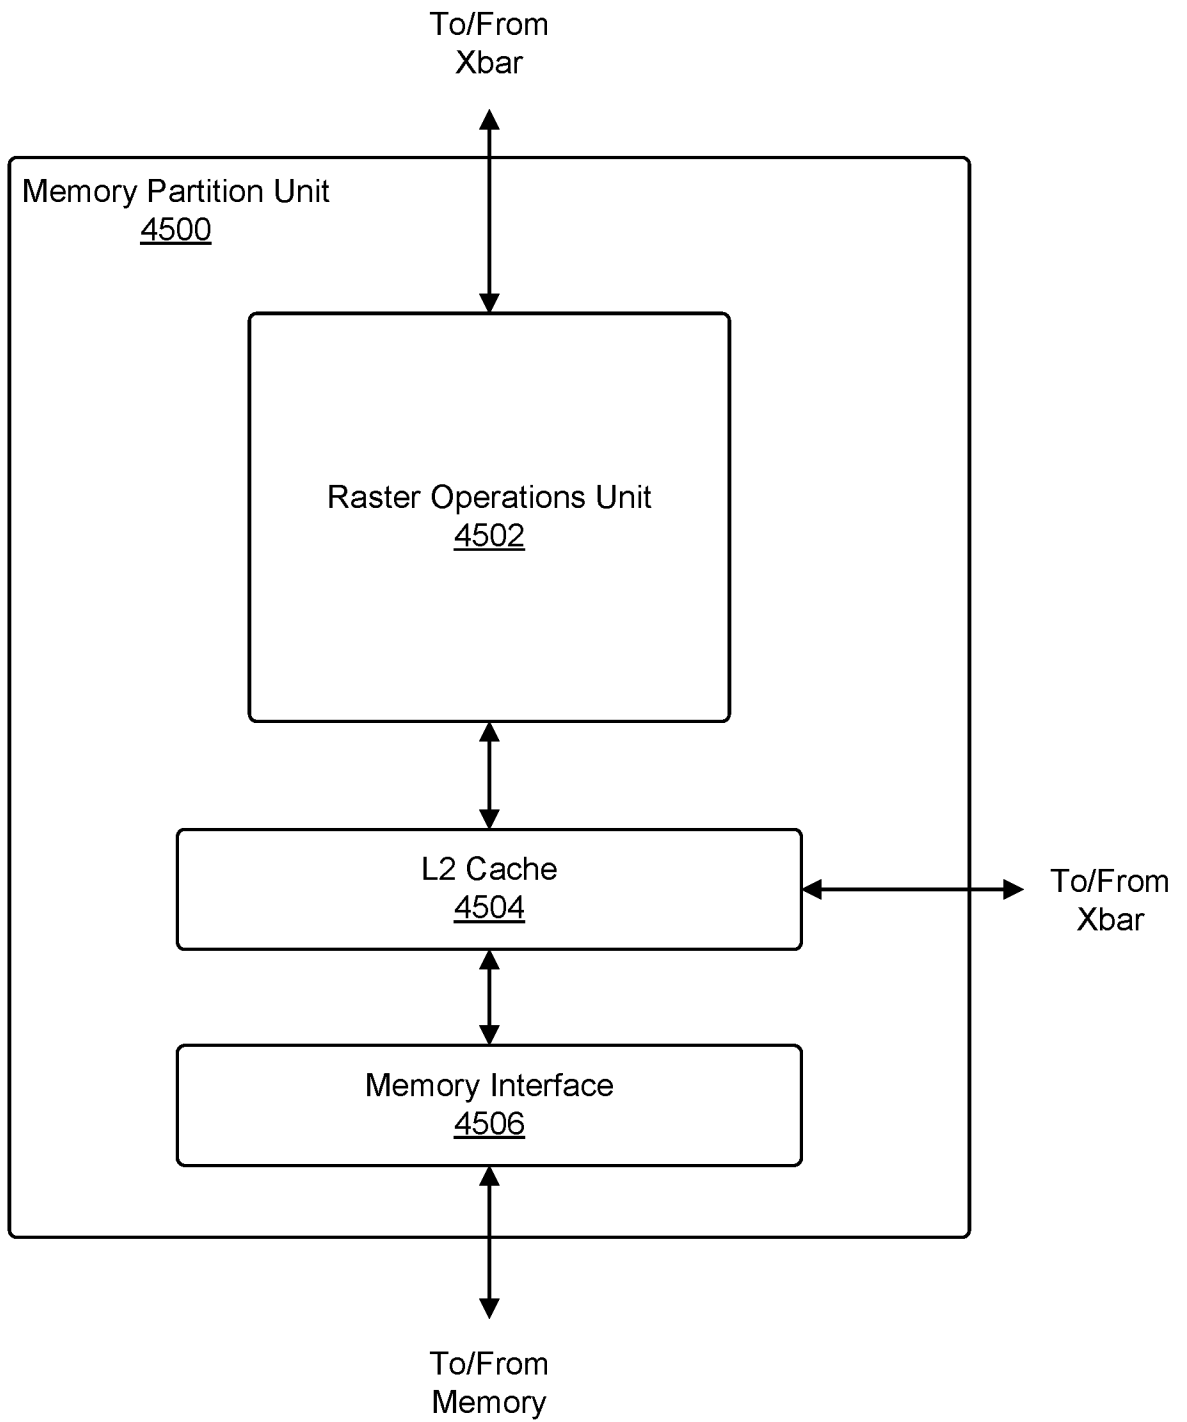 To/From
Xbar
Memory Partition Unit
4500
Raster Operations Unit
4502
L2 Cache
4504
To/From
Xbar
Memory Interface
4506
To/From
Memory